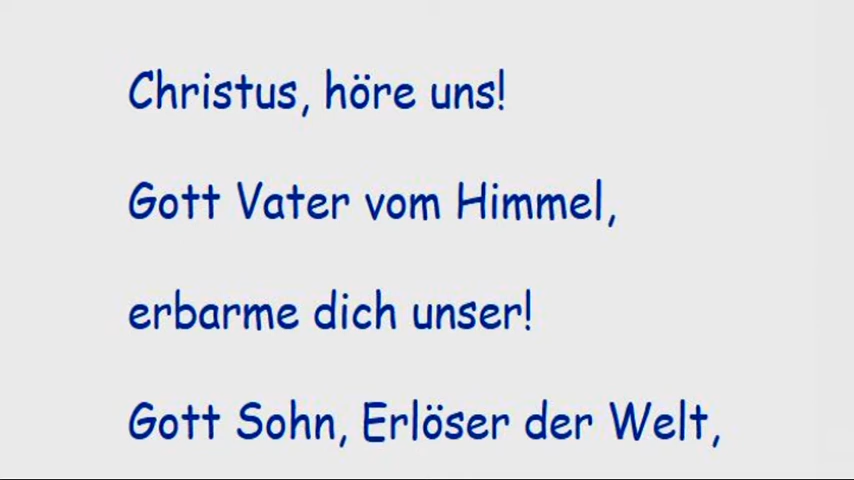 Christus, höre uns!
Gott Vater vom Himmel,
erbarme dich unser!
Gott Sohn, Erlöser der Welt,